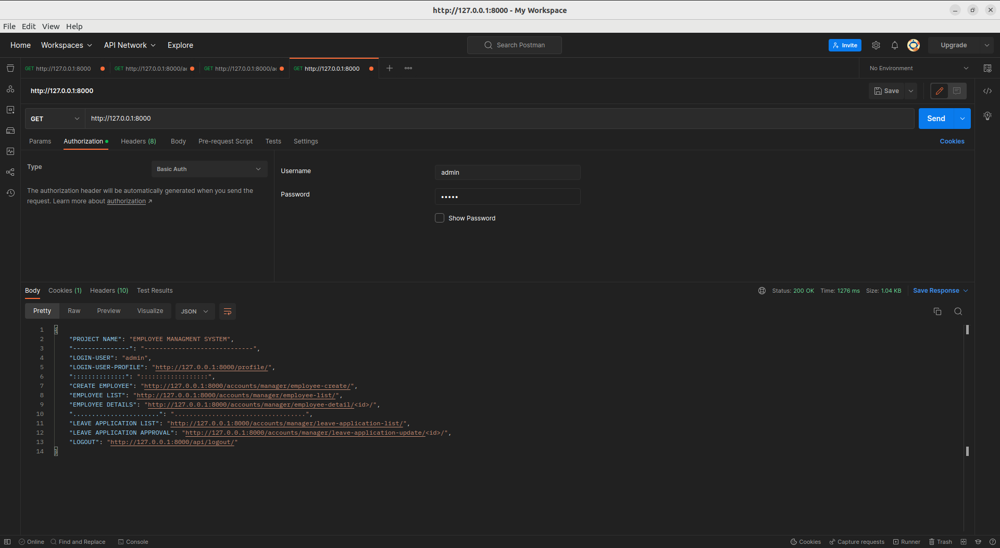 http://127.0.0.1:8000 - My Workspace
File Edit View Help
Home Workspaces API Network Explore Search Postman Invite Upgrade
GET http://127.0.0.1:8000 GET http://127.0.0.1:8000/ac GET http://127.0.0.1:8000/ac GET http://127.0.0.1:8000 No Environment
http://127.0.0.1:8000 Save
GET http://127.0.0.1:8000 Send
Params Authorization Headers (8) Body Pre-request Script Tests Settings Cookies
Type Basic Auth
The authorization header will be automatically generated when you send the
request. Learn more about authorization ↗
Username admin
Password •••••
Show Password
Body Cookies (1) Headers (10) Test Results Status: 200 OK Time: 1276 ms Size: 1.04 KB Save Response
Pretty Raw Preview Visualize JSON
1 {
2 "PROJECT NAME": "EMPLOYEE MANAGMENT SYSTEM",
3 "---------------": "-----------------------------",
4 "LOGIN-USER": "admin",
5 "LOGIN-USER-PROFILE": "http://127.0.0.1:8000/profile/",
6 "::::::::::::::": "::::::::::::::::::",
7 "CREATE EMPLOYEE": "http://127.0.0.1:8000/accounts/manager/employee-create/",
8 "EMPLOYEE LIST": "http://127.0.0.1:8000/accounts/manager/employee-list/",
9 "EMPLOYEE DETAILS": "http://127.0.0.1:8000/accounts/manager/employee-detail/<id>/",
10 ".......................": "...................................",
11 "LEAVE APPLICATION LIST": "http://127.0.0.1:8000/accounts/manager/leave-application-list/",
12 "LEAVE APPLICATION APPROVAL": "http://127.0.0.1:8000/accounts/manager/leave-application-update/<id>/",
13 "LOGOUT": "http://127.0.0.1:8000/api/logout/"
14 }
Online Find and Replace Console Cookies Capture requests Runner Trash